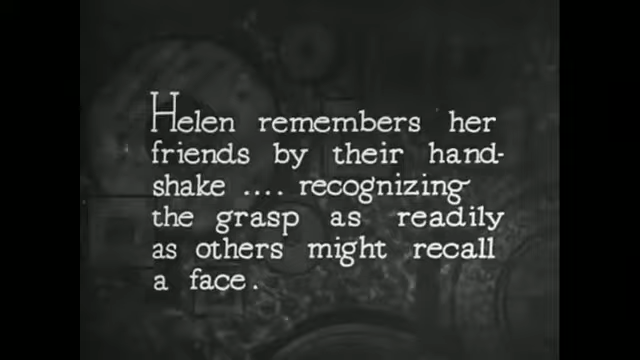 Helen remembers her
friends by their hand-
shake .... recognizing
the grasp as readily
as others might recall
a face.